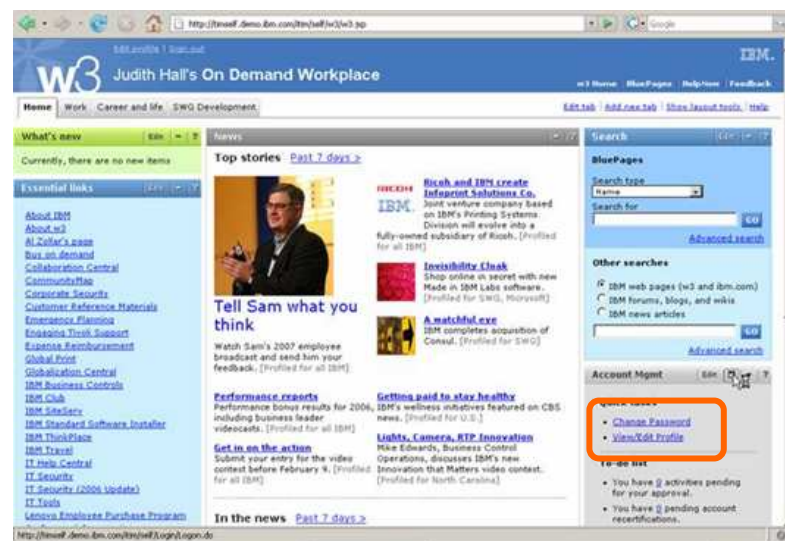 http://timself.demo.ibm.com/itim/self/w3/w3.jsp
Google
Edit profile | Sign out
IBM.
w3 Judith Hall's On Demand Workplace
w3 Home BluePages HelpNow Feedback
Home Work Career and life SWG Development
Edit tab Add new tab Show layout tools Help
What's new Edit - ?
Currently, there are no new items
Essential links Edit - ?
About IBM
About w3
Al Zollar's page
Bus on demand
Collaboration Central
CommunityMap
Corporate Security
Customer Reference Materials
Emergency Planning
Engaging Tivoli Support
Expense Reimbursement
Global Print
Globalization Central
IBM Business Controls
IBM Club
IBM SiteServ
IBM Standard Software Installer
IBM ThinkPlace
IBM Travel
IT Help Central
IT Security
IT Security (2006 Update)
IT Tools
Lenovo Employee Purchase Program
News
Top stories Past 7 days >
Tell Sam what you
think
Watch Sam's 2007 employee
broadcast and send him your
feedback. [Profiled for all IBM]
RICOH
IBM.
Ricoh and IBM create
Infoprint Solutions Co.
Joint venture company based
on IBM's Printing Systems
Division will evolve into a
fully-owned subsidiary of Ricoh. [Profiled
for all IBM]
Invisibility Cloak
Shop online in secret with new
Made in IBM Labs software.
[Profiled for SWG, Microsoft]
A watchful eye
IBM completes acquisition of
Consul. [Profiled for SWG]
Performance reports
Performance bonus results for 2006,
including business leader
videocasts. [Profiled for all IBM]
Getting paid to stay healthy
IBM's wellness initiatives featured on CBS
news. [Profiled for U.S.]
Get in on the action
Submit your entry for the video
contest before February 9. [Profiled
for all IBM]
Lights, Camera, RTP Innovation
Mike Edwards, Business Control
Operations, discusses IBM's new
Innovation that Matters video contest.
[Profiled for North Carolina]
In the news Past 7 days >
Search Edit - ?
BluePages
Search type
Name
Search for
GO
Advanced search
Other searches
IBM web pages (w3 and ibm.com)
IBM forums, blogs, and wikis
IBM news articles
GO
Advanced search
Account Mgmt Edit ?
Quick tasks
• Change Password
• View/Edit Profile
To-do list
• You have 0 activities pending
for your approval.
• You have 0 pending account
recertifications.
http://timself.demo.ibm.com/itim/self/Login/Logon.do